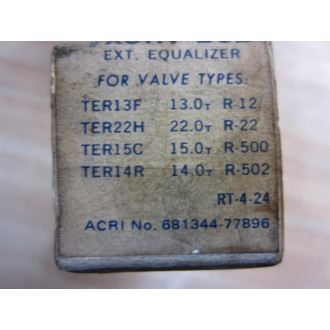 EXT. EQUALIZER
FOR VALVE TYPES:
TER13F 13.0T R-12
TER22H 22.0T R-22
TER15C 15.0T R-500
TER14R 14.0T R-502
RT-4-24
ACRI No. 681344-77896